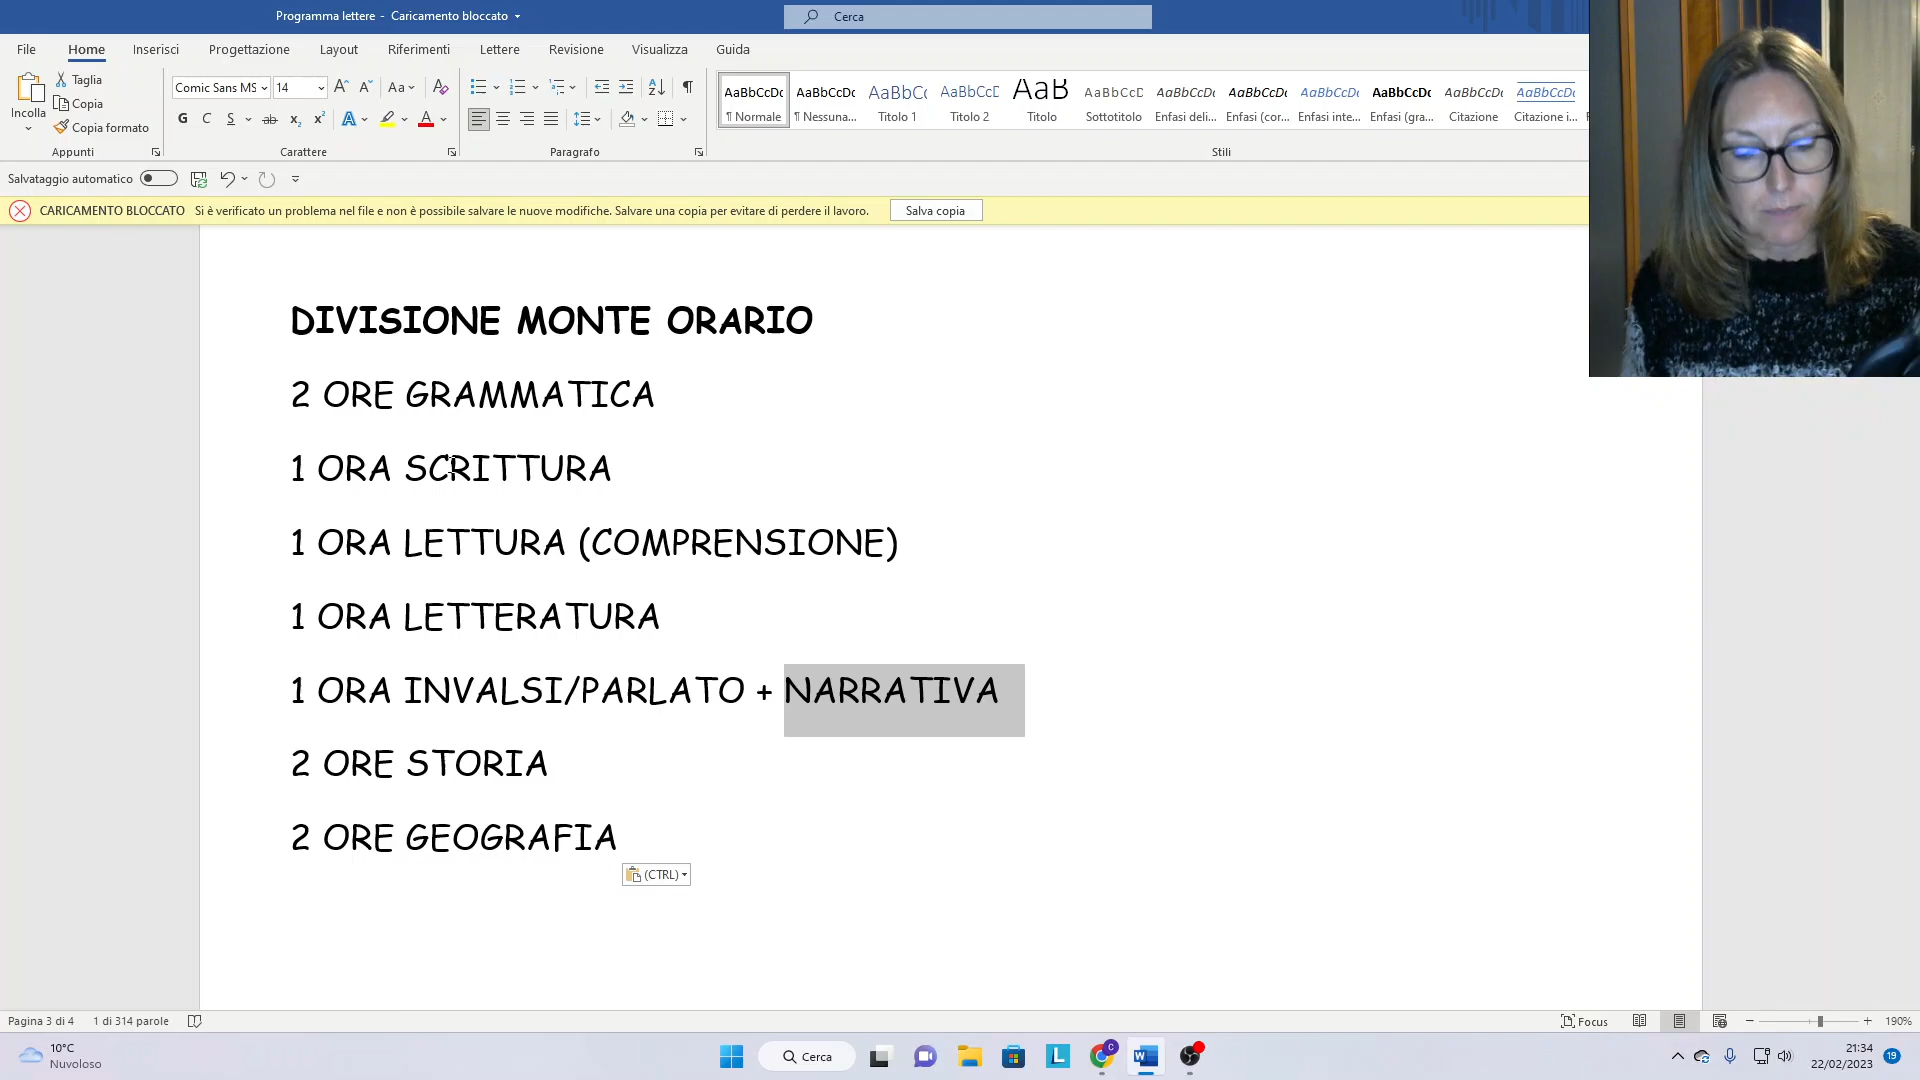 Programma lettere - Caricamento bloccato
Cerca
File Home Inserisci Progettazione Layout Riferimenti Lettere Revisione Visualizza Guida
Incolla
Taglia
Copia
Copia formato
Appunti
Comic Sans MS 14
Carattere
Paragrafo
AaBbCcDc AaBbCcDc AaBbC AaBbCcD AaB AaBbCcD AaBbCcDc AaBbCcDc AaBbCcDc AaBbCcDc AaBbCcDc AaBbCcDc
¶ Normale ¶ Nessuna... Titolo 1 Titolo 2 Titolo Sottotitolo Enfasi deli... Enfasi (cor... Enfasi inte... Enfasi (gra... Citazione Citazione i...
Stili
Salvataggio automatico
CARICAMENTO BLOCCATO Si è verificato un problema nel file e non è possibile salvare le nuove modifiche. Salvare una copia per evitare di perdere il lavoro. Salva copia
DIVISIONE MONTE ORARIO
2 ORE GRAMMATICA
1 ORA SCRITTURA
1 ORA LETTURA (COMPRENSIONE)
1 ORA LETTERATURA
1 ORA INVALSI/PARLATO + NARRATIVA
2 ORE STORIA
2 ORE GEOGRAFIA
(CTRL)
Pagina 3 di 4 1 di 314 parole Focus 190%
10°C
Nuvoloso
Cerca
21:34
22/02/2023
19